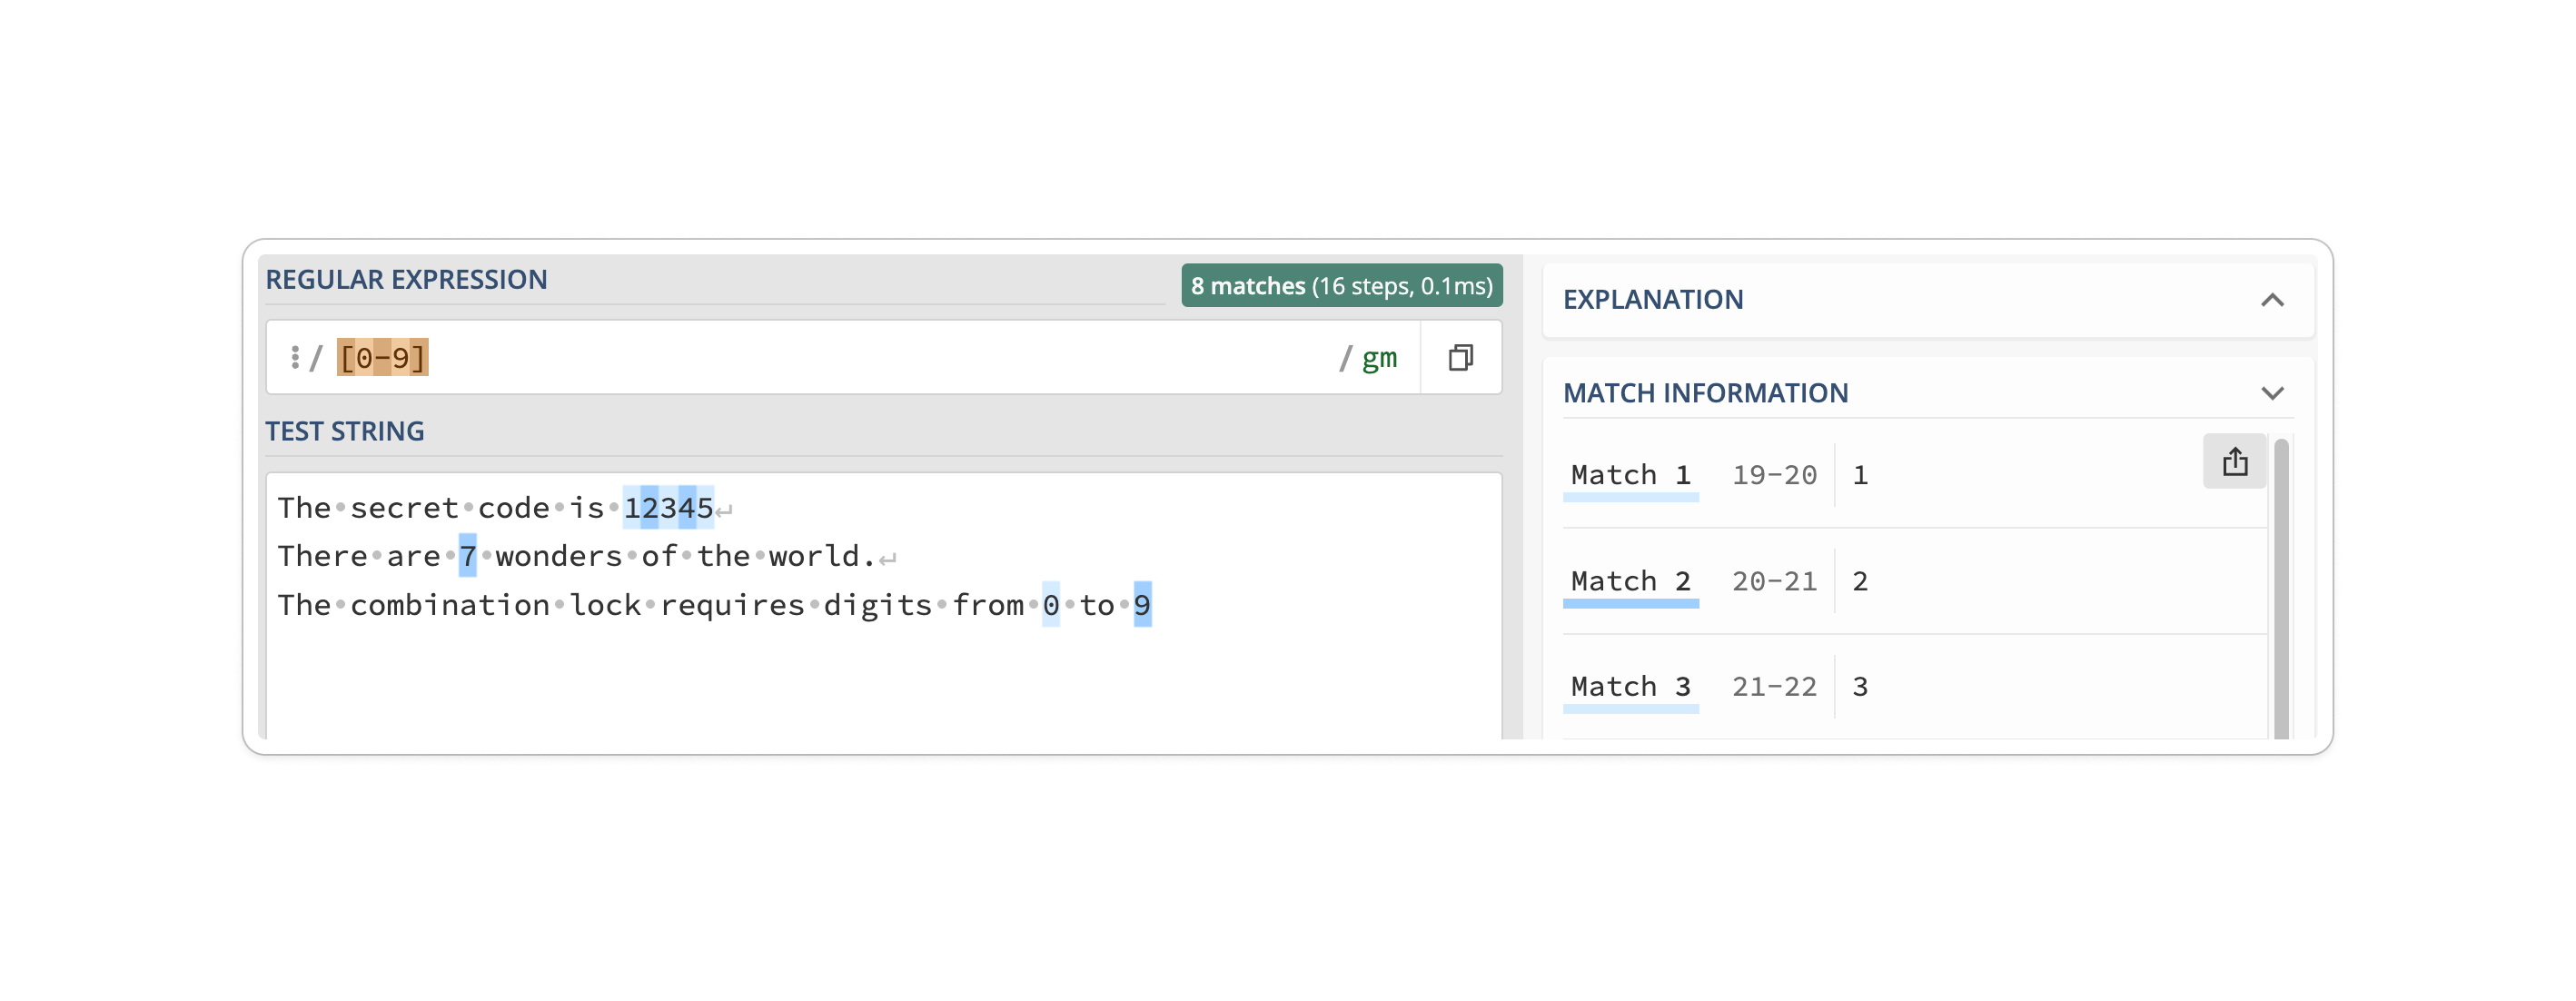 REGULAR EXPRESSION
8 matches (16 steps, 0.1ms)
/ [0-9] / gm
TEST STRING
The·secret·code·is·12345↵
There·are·7·wonders·of·the·world.↵
The·combination·lock·requires·digits·from·0·to·9
EXPLANATION
MATCH INFORMATION
Match 1 19-20 1
Match 2 20-21 2
Match 3 21-22 3